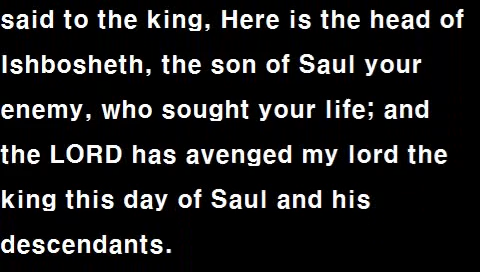 said to the king, Here is the head of
Ishbosheth, the son of Saul your
enemy, who sought your life; and
the LORD has avenged my lord the
king this day of Saul and his
descendants.